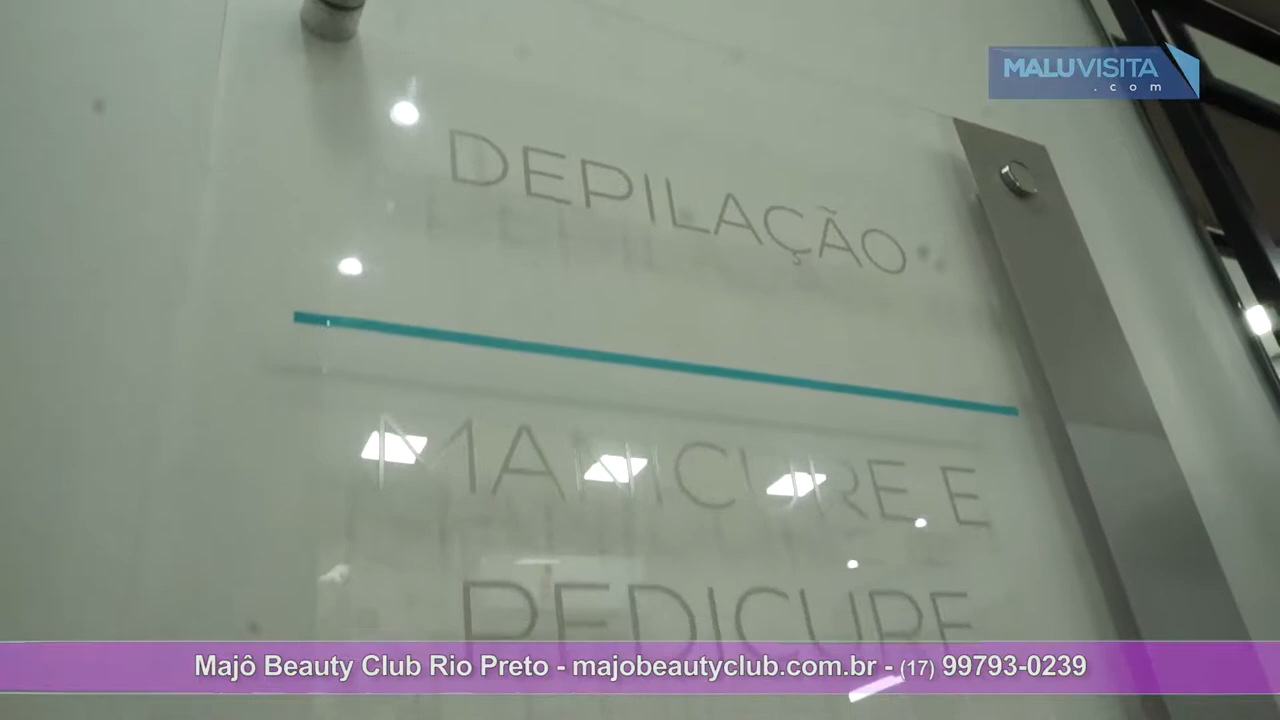 MALUVISITA
.com
DEPILAÇÃO
MANICURE E
PEDICURE
Majô Beauty Club Rio Preto - majobeautyclub.com.br - (17) 99793-0239